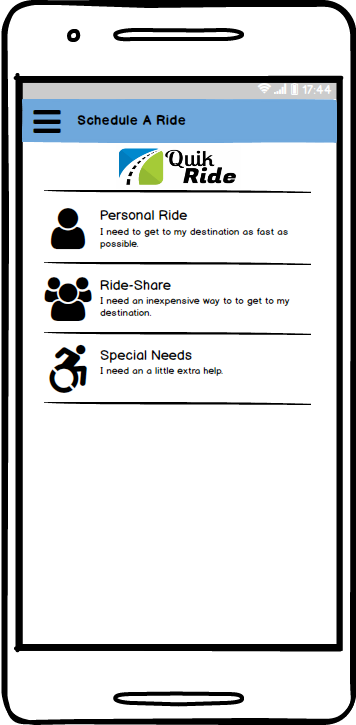 17:44
Schedule A Ride
Quik
Ride
Personal Ride
I need to get to my destination as fast as
possible.
Ride-Share
I need an inexpensive way to to get to my
destination.
Special Needs
I need an a little extra help.